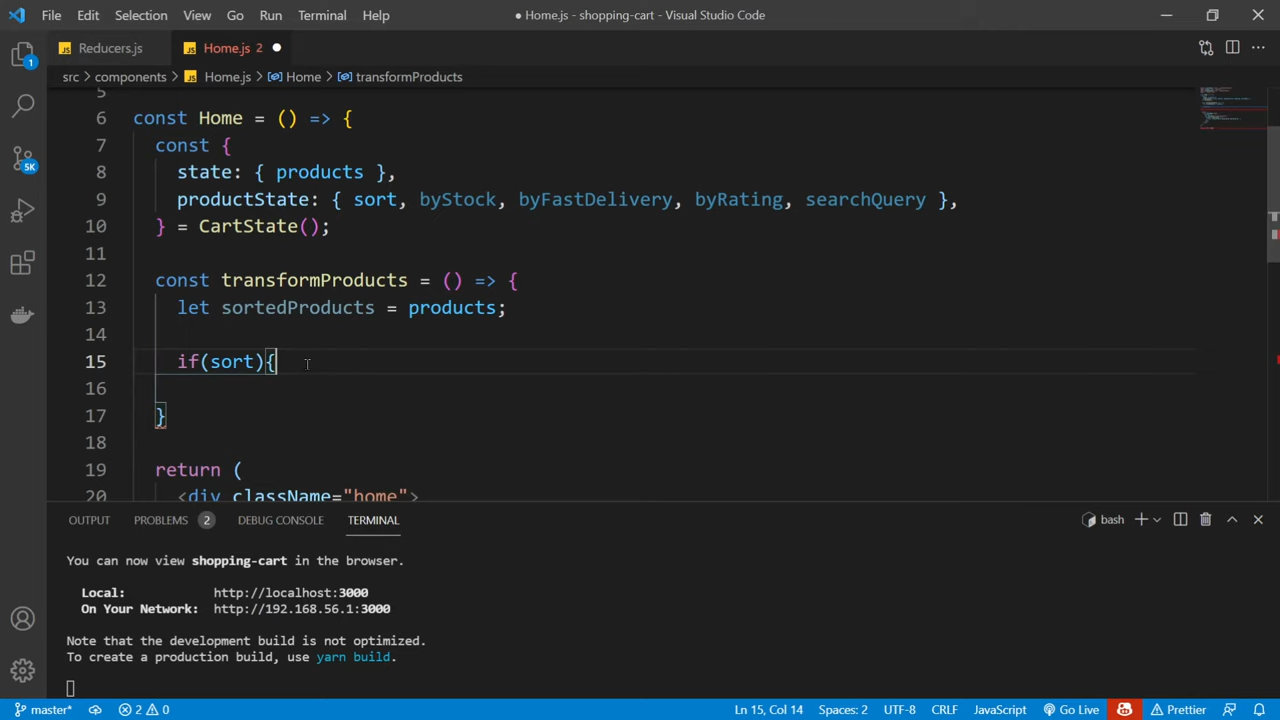 File Edit Selection View Go Run Terminal Help ● Home.js - shopping-cart - Visual Studio Code
JS Reducers.js JS Home.js 2 ●
src > components > JS Home.js > Home > transformProducts
5
6 const Home = () => {
7 const {
8 state: { products },
9 productState: { sort, byStock, byFastDelivery, byRating, searchQuery },
10 } = CartState();
11
12 const transformProducts = () => {
13 let sortedProducts = products;
14
15 if(sort){
16
17 }
18
19 return (
20 <div className="home">
1
5K
OUTPUT PROBLEMS 2 DEBUG CONSOLE TERMINAL bash
You can now view shopping-cart in the browser.
Local: http://localhost:3000
On Your Network: http://192.168.56.1:3000
Note that the development build is not optimized.
To create a production build, use yarn build.
master* 2 0 Ln 15, Col 14 Spaces: 2 UTF-8 CRLF JavaScript Go Live Prettier